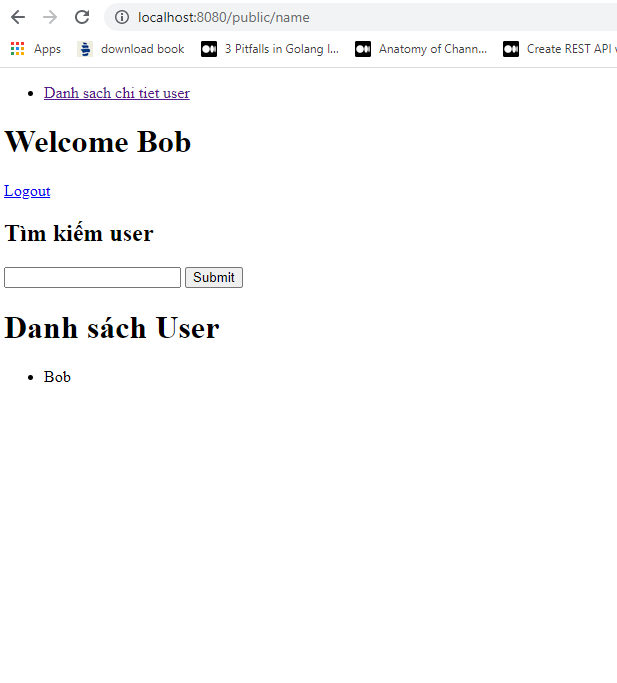 localhost:8080/public/name
Apps download book 3 Pitfalls in Golang I... Anatomy of Chann... Create REST API
Danh sach chi tiet user
Welcome Bob
Logout
Tìm kiếm user
Submit
Danh sách User
Bob